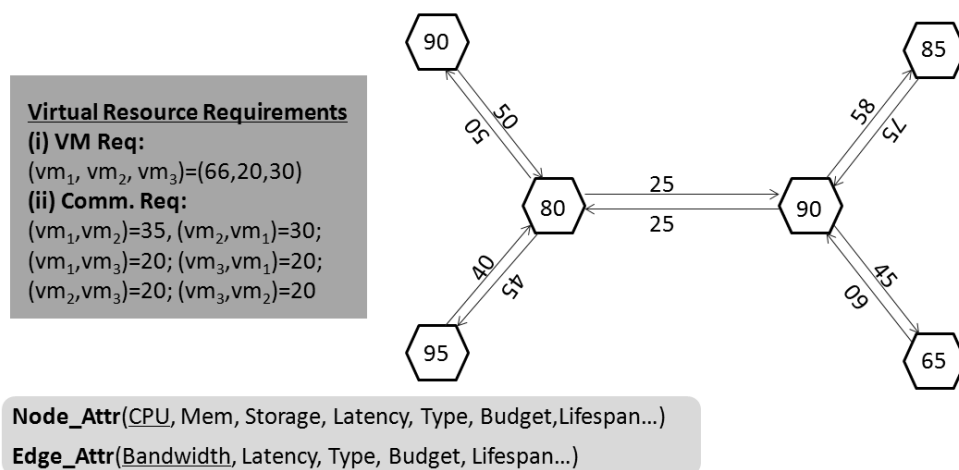 90
85
50
50
58
75
Virtual Resource Requirements
(i) VM Req:
(vm₁, vm₂, vm₃)=(66,20,30)
(ii) Comm. Req:
(vm₁,vm₂)=35, (vm₂,vm₁)=30;
(vm₁,vm₃)=20; (vm₃,vm₁)=20;
(vm₂,vm₃)=20; (vm₃,vm₂)=20
80
25
25
90
40
45
45
60
95
65
Node_Attr(CPU, Mem, Storage, Latency, Type, Budget,Lifespan...)
Edge_Attr(Bandwidth, Latency, Type, Budget, Lifespan...)